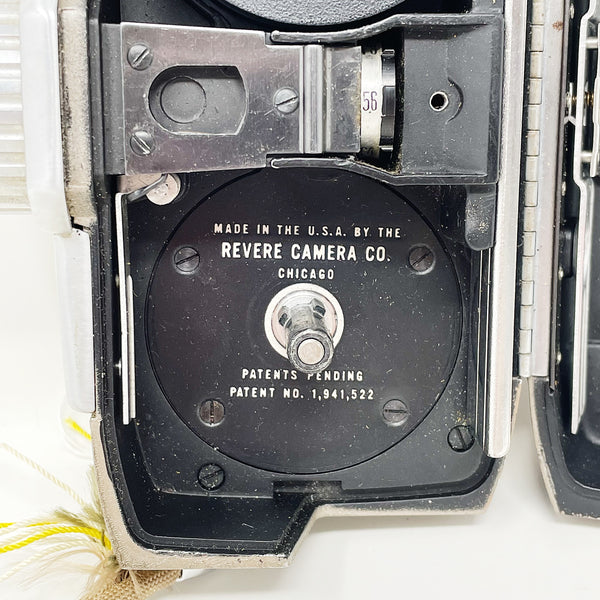 56
MADE IN THE U.S.A. BY THE
REVERE CAMERA CO.
CHICAGO
PATENTS PENDING
PATENT NO. 1,941,522